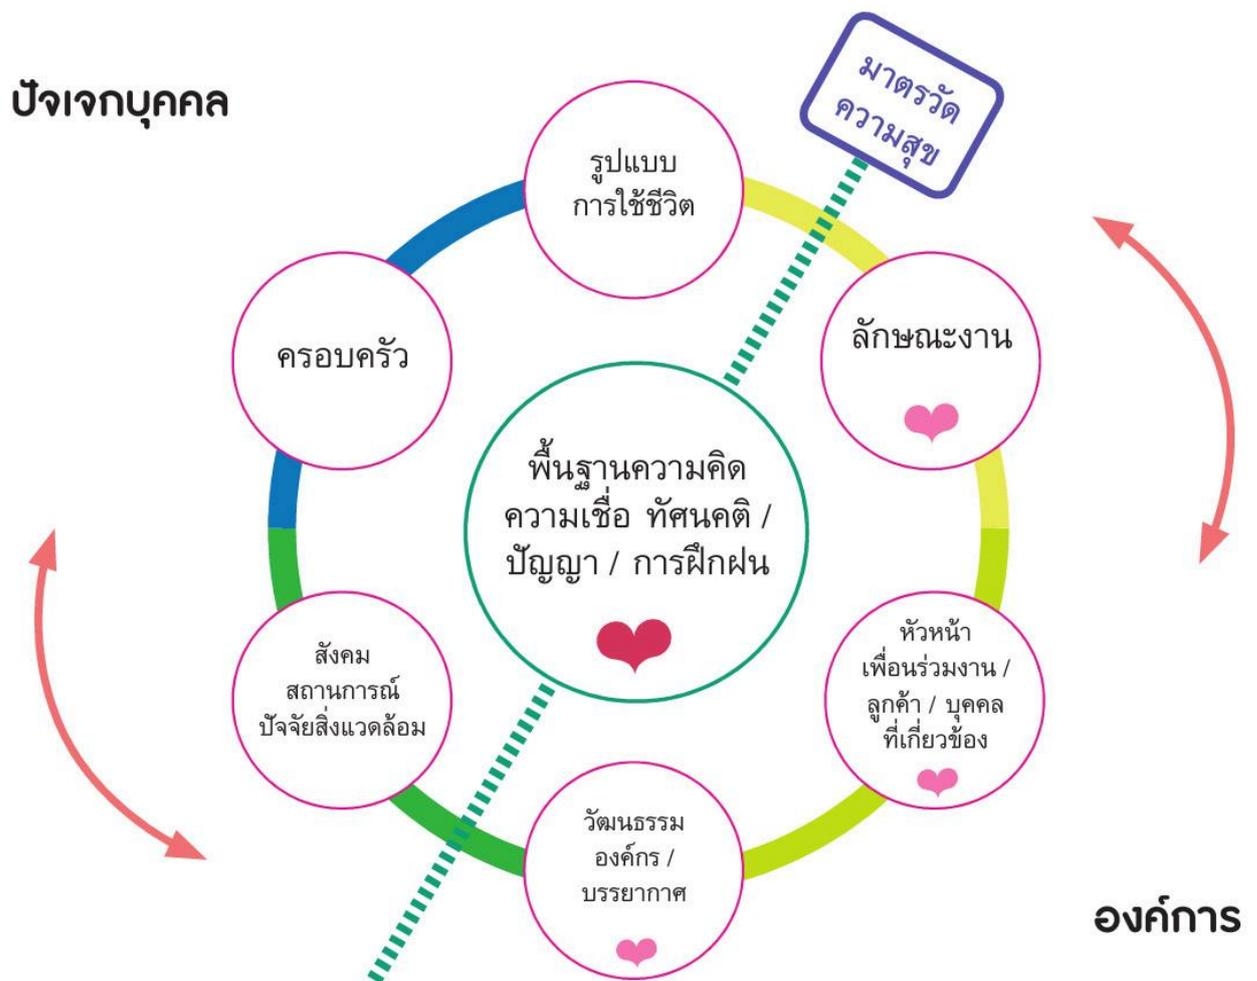 ปัจเจกบุคคล
มาตรวัด
ความสุข
รูปแบบ
การใช้ชีวิต
ครอบครัว
ลักษณะงาน
พื้นฐานความคิด
ความเชื่อ ทัศนคติ /
ปัญญา / การฝึกฝน
สังคม
สถานการณ์
ปัจจัยสิ่งแวดล้อม
หัวหน้า
เพื่อนร่วมงาน /
ลูกค้า / บุคคล
ที่เกี่ยวข้อง
วัฒนธรรม
องค์กร /
บรรยากาศ
องค์การ